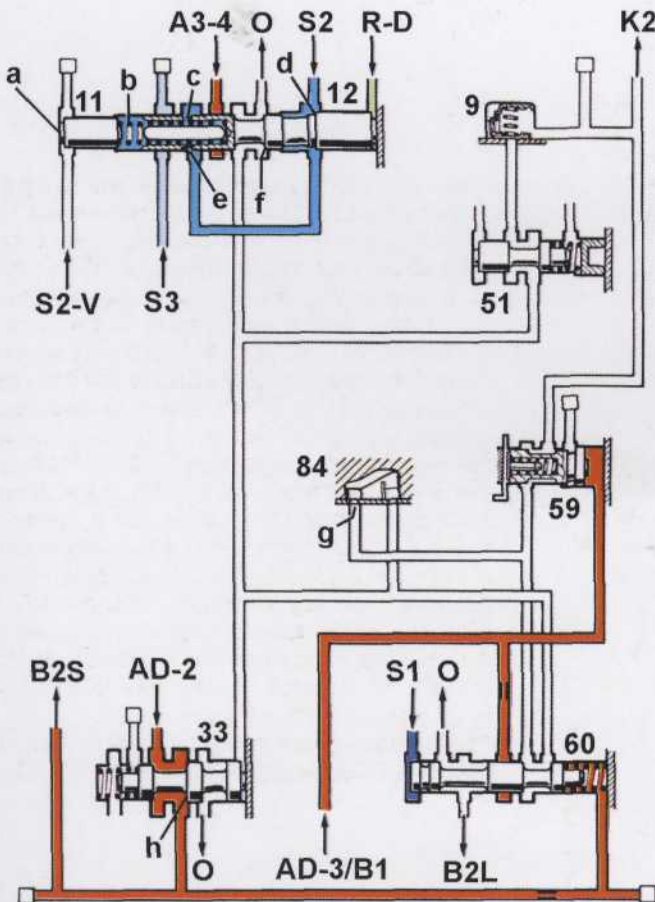 A3-4 O S2 R-D K2
a 11 b c d 12 9
e f
S2-V S3 51
84 59
g
B2S AD-2 33 S1 O 60
h
O AD-3/B1 B2L